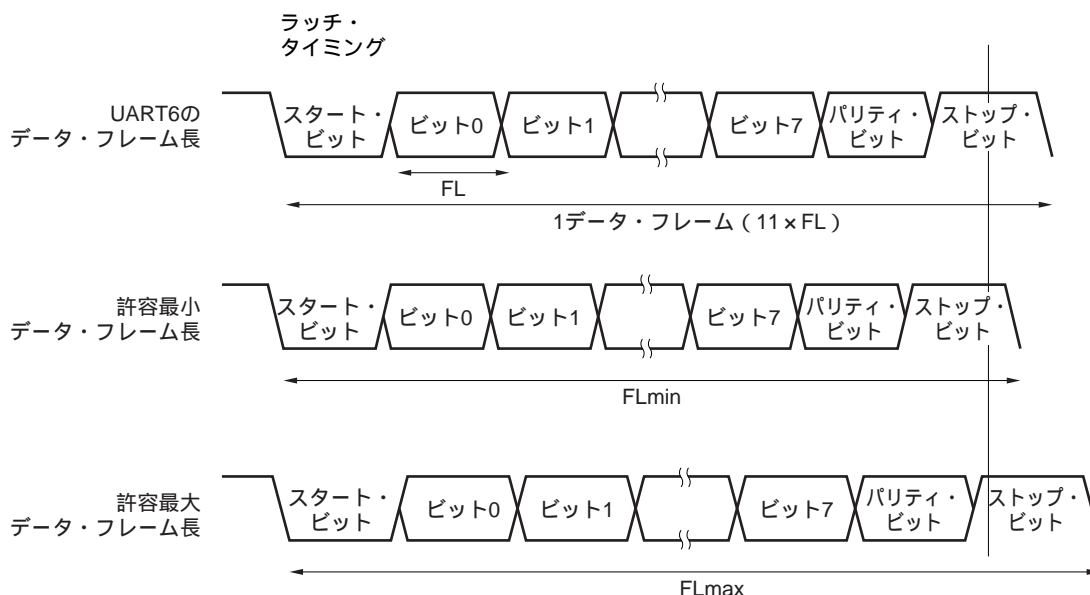 ラッチ・
タイミング
UART6の
データ・フレーム長
スタート・
ビット
ビット0
ビット1
ビット7
パリティ・
ビット
ストップ・
ビット
FL
1データ・フレーム（11×FL）
許容最小
データ・フレーム長
スタート・
ビット
ビット0
ビット1
ビット7
パリティ・
ビット
ストップ・
ビット
FLmin
許容最大
データ・フレーム長
スタート・
ビット
ビット0
ビット1
ビット7
パリティ・
ビット
ストップ・
ビット
FLmax